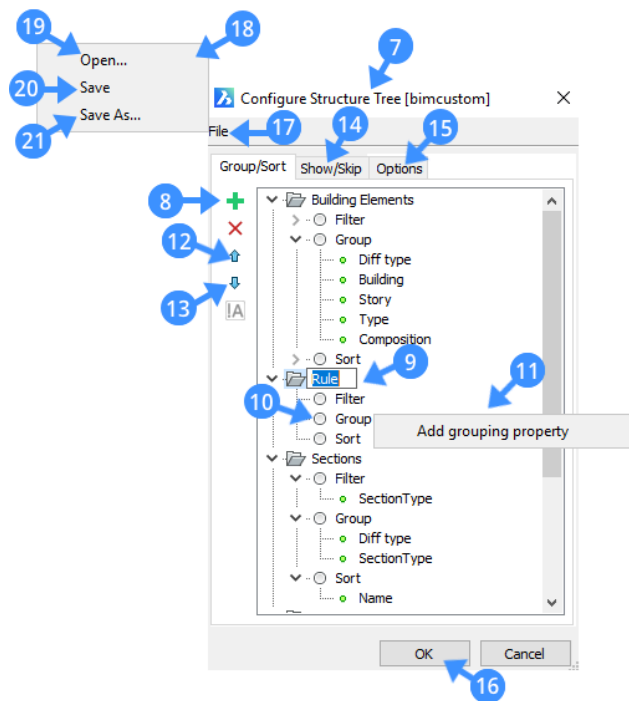 19
18
Open...
7
20
Save
Configure Structure Tree [bimcustom]
21
Save As...
File
17
14
15
Group/Sort
Show/Skip
Options
8
Building Elements
Filter
12
Group
Diff type
Building
13
Story
!A
Type
Composition
Sort
9
11
Rule
10
Filter
Group
Add grouping property
Sort
Sections
Filter
SectionType
Group
Diff type
SectionType
Sort
Name
OK
Cancel
16